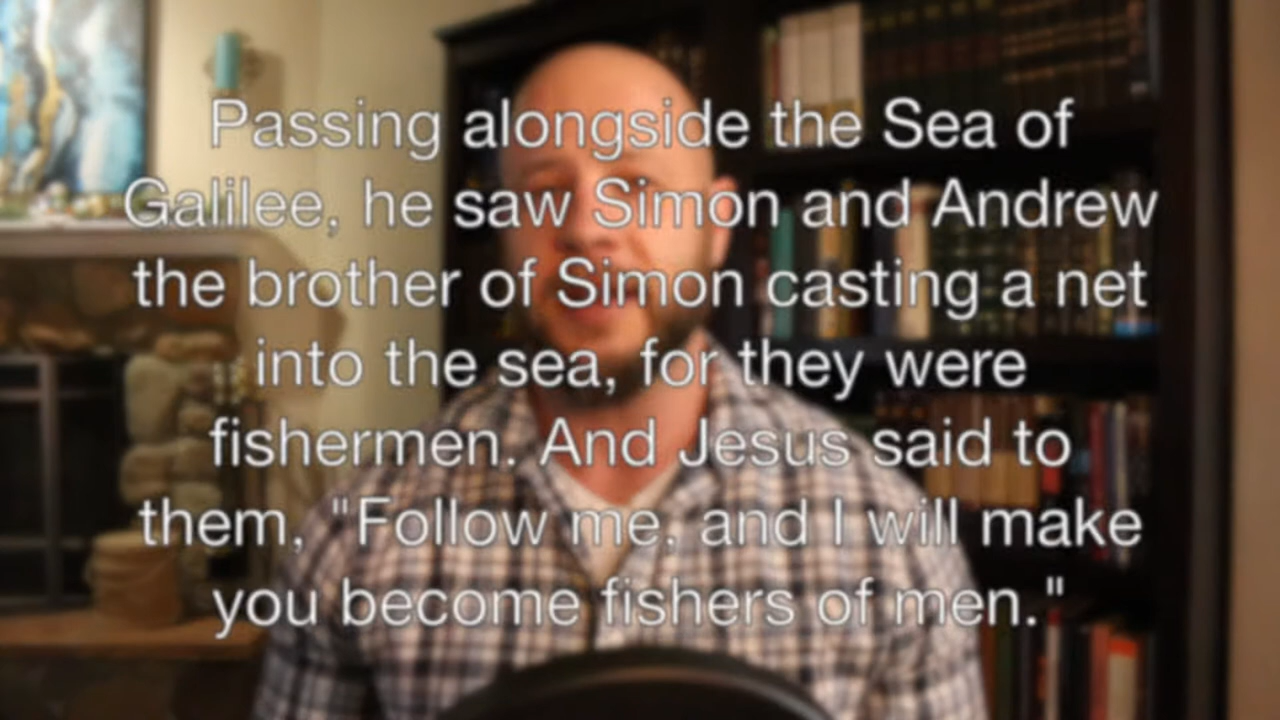 Passing alongside the Sea of
Galilee, he saw Simon and Andrew
the brother of Simon casting a net
into the sea, for they were
fishermen. And Jesus said to
them, "Follow me, and I will make
you become fishers of men."